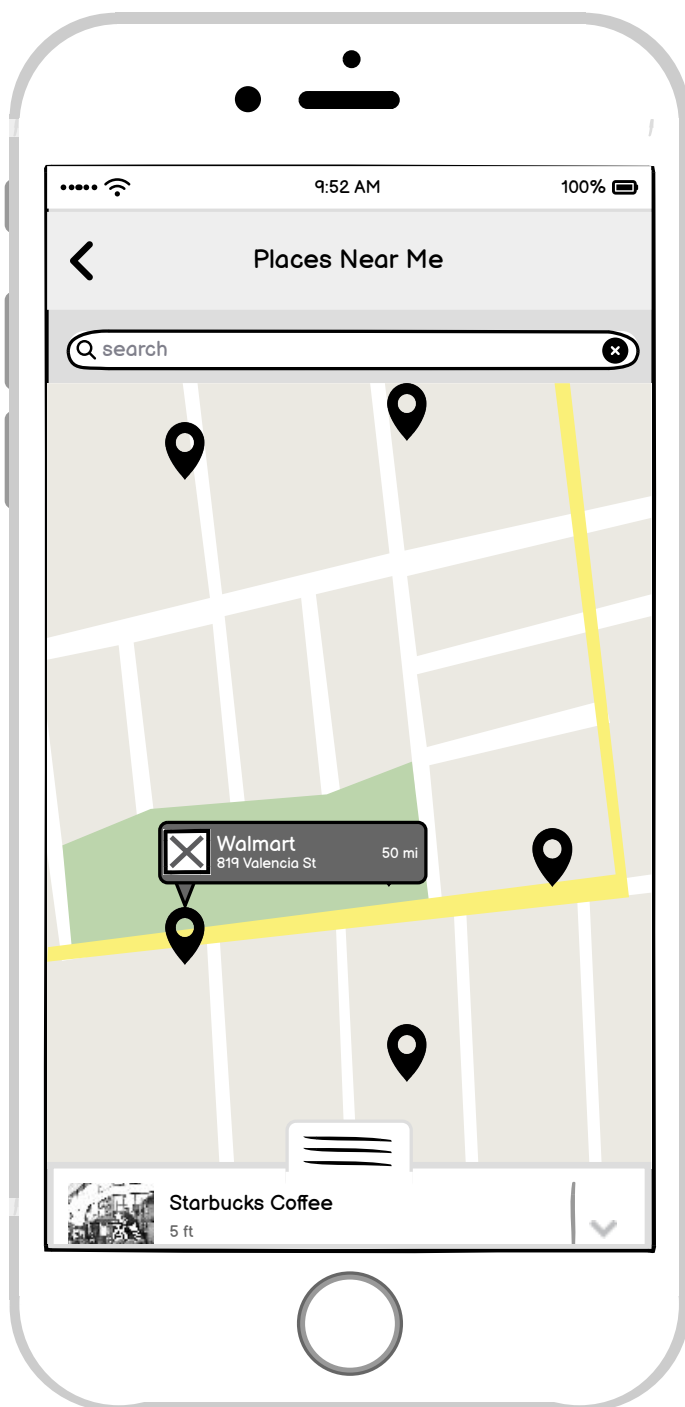 9:52 AM
100%
Places Near Me
search
Walmart
819 Valencia St
50 mi
Starbucks Coffee
5 ft